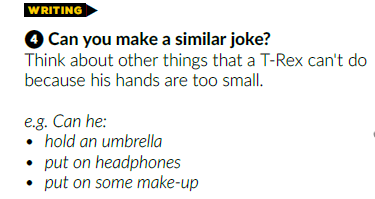 WRITING
4 Can you make a similar joke?
Think about other things that a T-Rex can't do
because his hands are too small.
e.g. Can he:
• hold an umbrella
• put on headphones
• put on some make-up